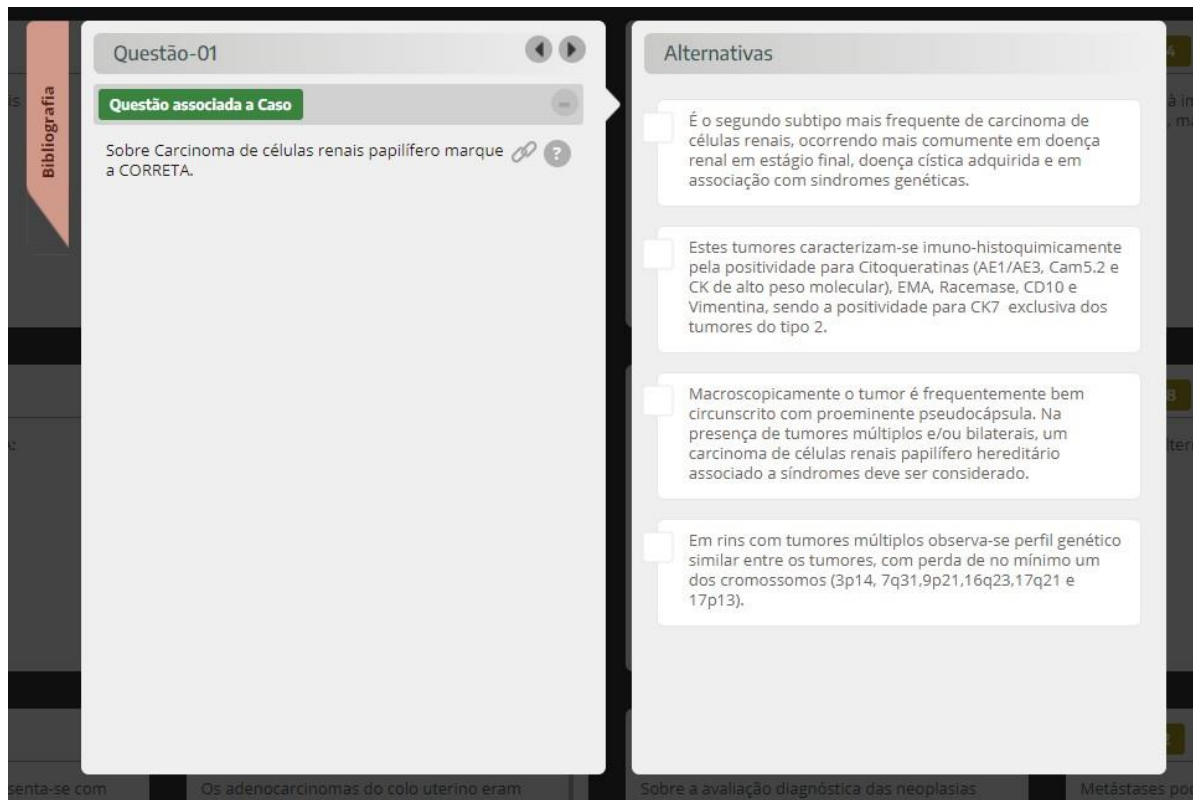 Bibliografia
Questão-01
Questão associada a Caso
Sobre Carcinoma de células renais papilífero marque
a CORRETA.
?
Alternativas
É o segundo subtipo mais frequente de carcinoma de
células renais, ocorrendo mais comumente em doença
renal em estágio final, doença cística adquirida e em
associação com sindromes genéticas.
Estes tumores caracterizam-se imuno-histoquimicamente
pela positividade para Citoqueratinas (AE1/AE3, Cam5.2 e
CK de alto peso molecular), EMA, Racemase, CD10 e
Vimentina, sendo a positividade para CK7 exclusiva dos
tumores do tipo 2.
Macroscopicamente o tumor é frequentemente bem
circunscrito com proeminente pseudocápsula. Na
presença de tumores múltiplos e/ou bilaterais, um
carcinoma de células renais papilífero hereditário
associado a síndromes deve ser considerado.
Em rins com tumores múltiplos observa-se perfil genético
similar entre os tumores, com perda de no mínimo um
dos cromossomos (3p14, 7q31,9p21,16q23,17q21 e
17p13).
senta-se com
Os adenocarcinomas do colo uterino eram
Sobre a avaliação diagnóstica das neoplasias
Metástases